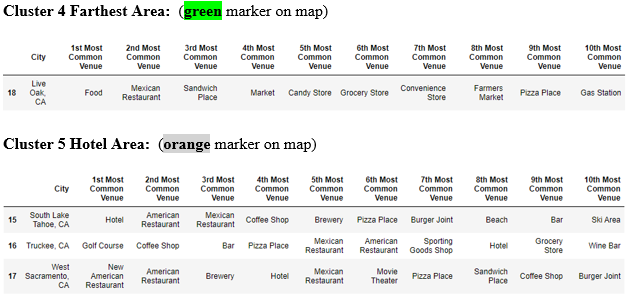 Cluster 4 Farthest Area:  (green marker on map)
City 1st Most Common Venue 2nd Most Common Venue 3rd Most Common Venue 4th Most Common Venue 5th Most Common Venue 6th Most Common Venue 7th Most Common Venue 8th Most Common Venue 9th Most Common Venue 10th Most Common Venue
18 Live Oak, CA Food Mexican Restaurant Sandwich Place Market Candy Store Grocery Store Convenience Store Farmers Market Pizza Place Gas Station
Cluster 5 Hotel Area:  (orange marker on map)
City 1st Most Common Venue 2nd Most Common Venue 3rd Most Common Venue 4th Most Common Venue 5th Most Common Venue 6th Most Common Venue 7th Most Common Venue 8th Most Common Venue 9th Most Common Venue 10th Most Common Venue
15 South Lake Tahoe, CA Hotel American Restaurant Mexican Restaurant Coffee Shop Brewery Pizza Place Burger Joint Beach Bar Ski Area
16 Truckee, CA Golf Course Coffee Shop Bar Pizza Place Mexican Restaurant American Restaurant Sporting Goods Shop Hotel Grocery Store Wine Bar
17 West Sacramento, CA New American Restaurant American Restaurant Brewery Hotel Mexican Restaurant Movie Theater Pizza Place Sandwich Place Coffee Shop Burger Joint